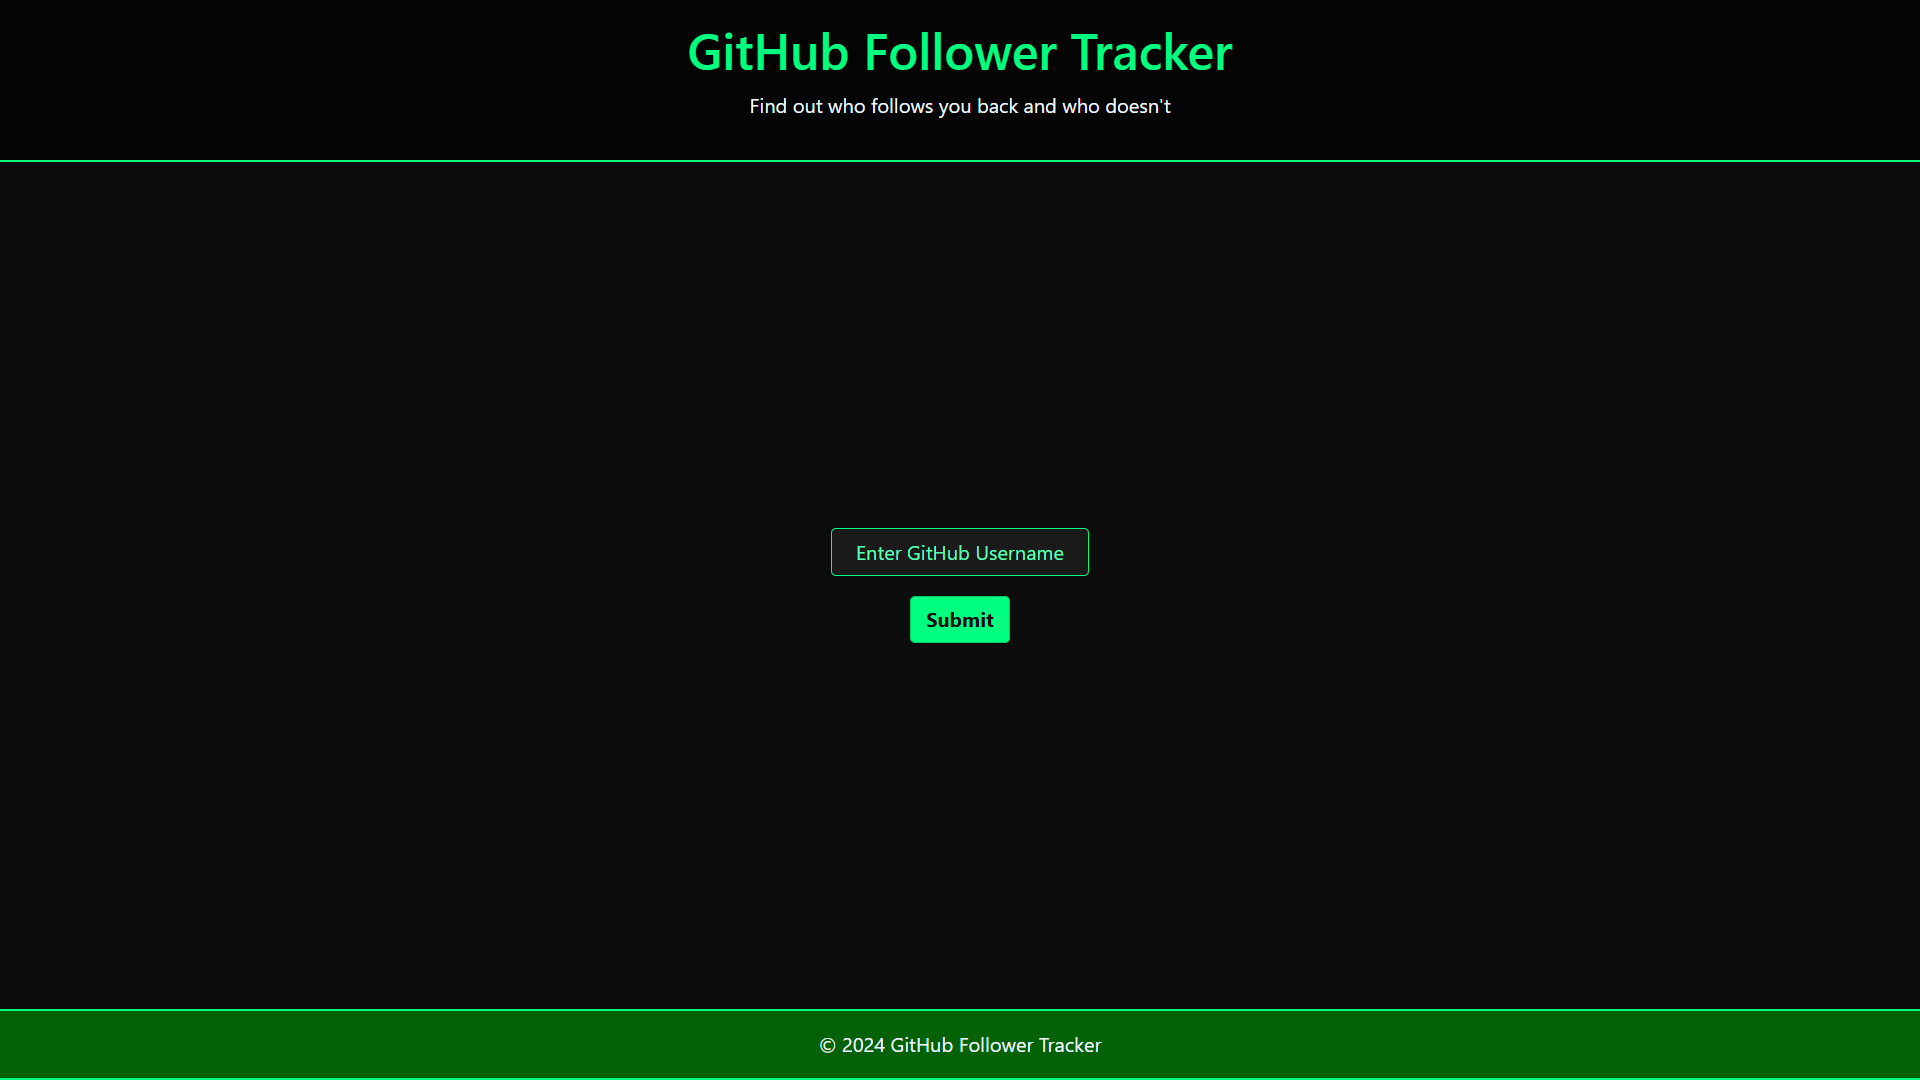 GitHub Follower Tracker
Find out who follows you back and who doesn't
Enter GitHub Username
Submit
© 2024 GitHub Follower Tracker